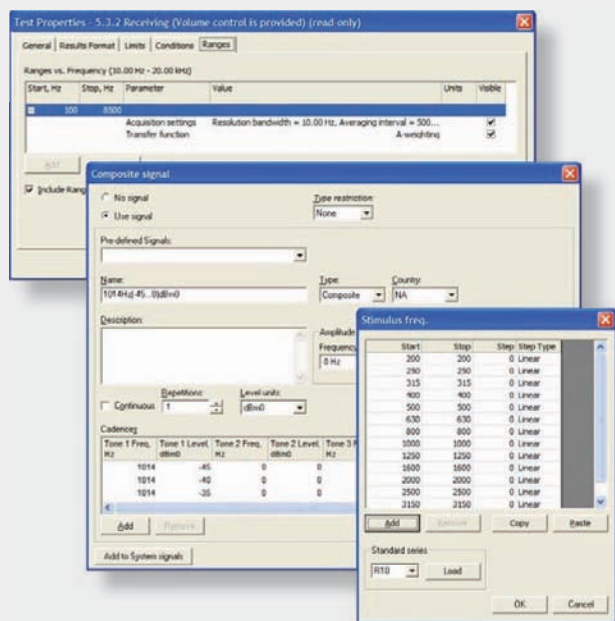 Test Properties - 5.3.2 Receiving (Volume control is provided) (read only)
General Results Format Limits Conditions Ranges
Ranges vs. Frequency (10.00 Hz - 20.00 kHz)
Start, Hz Stop, Hz Parameter Value Units Visible
100 8500
Acquisition settings Resolution bandwidth = 10.00 Hz, Averaging interval = 500...
Transfer function A-weighting
Add
Include Rang
Composite signal
No signal
Use signal
Type restriction:
None
Pre-defined Signals:
Name: Type: Country:
1014Hz(-45...0)dBm0 Composite NA
Description:
Amplitude
Frequency
0 Hz
Repetitions: Level units:
Continuous 1 dBm0
Cadences
Tone 1 Freq, Tone 1 Level, Tone 2 Freq, Tone 2 Level, Tone 3 F
Hz dBm0 Hz dBm0 Hz
1014 -45 0 0
1014 -40 0 0
1014 -35 0 0
Add Remove
Add to System signals
Stimulus freq.
Start Stop Step Step Type
200 200 0 Linear
250 250 0 Linear
315 315 0 Linear
400 400 0 Linear
500 500 0 Linear
630 630 0 Linear
800 800 0 Linear
1000 1000 0 Linear
1250 1250 0 Linear
1600 1600 0 Linear
2000 2000 0 Linear
2500 2500 0 Linear
3150 3150 0 Linear
Add Remove Copy Paste
Standard series
R10 Load
OK Cancel